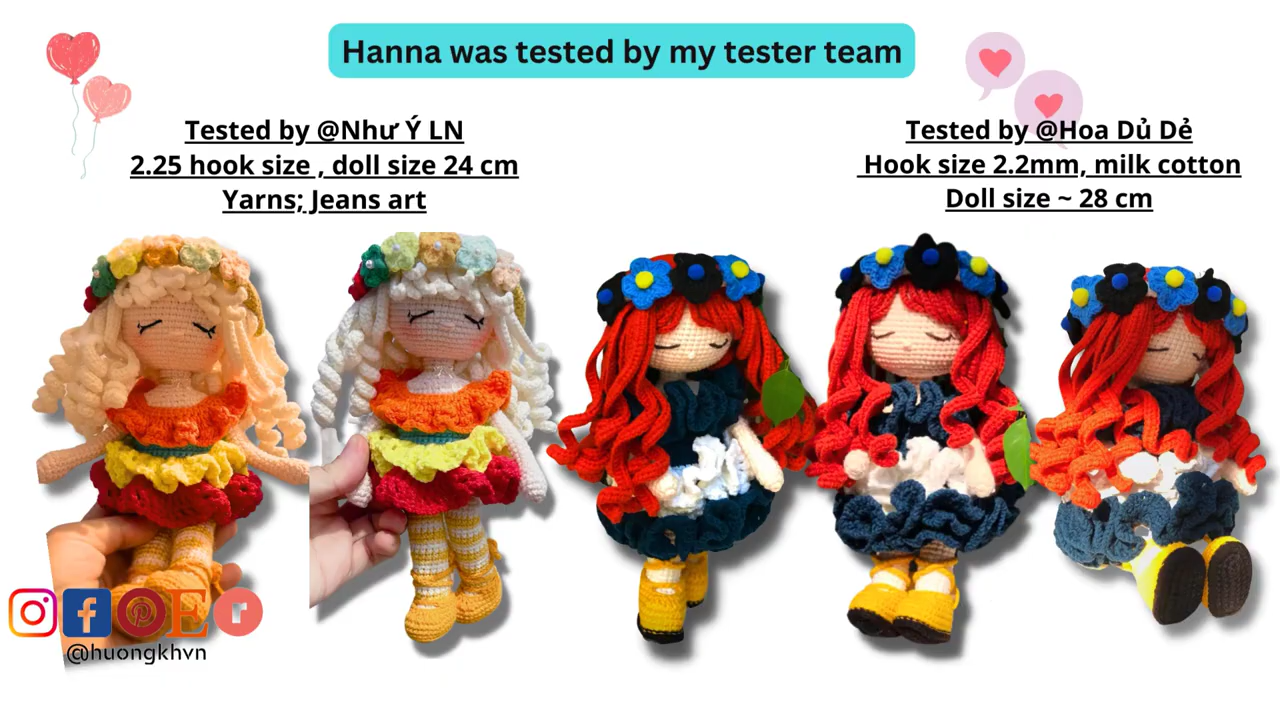 Hanna was tested by my tester team
Tested by @Như Ý LN
2.25 hook size , doll size 24 cm
Yarns; Jeans art
Tested by @Hoa Dủ Dẻ
Hook size 2.2mm, milk cotton
Doll size ~ 28 cm
@huongkhvn